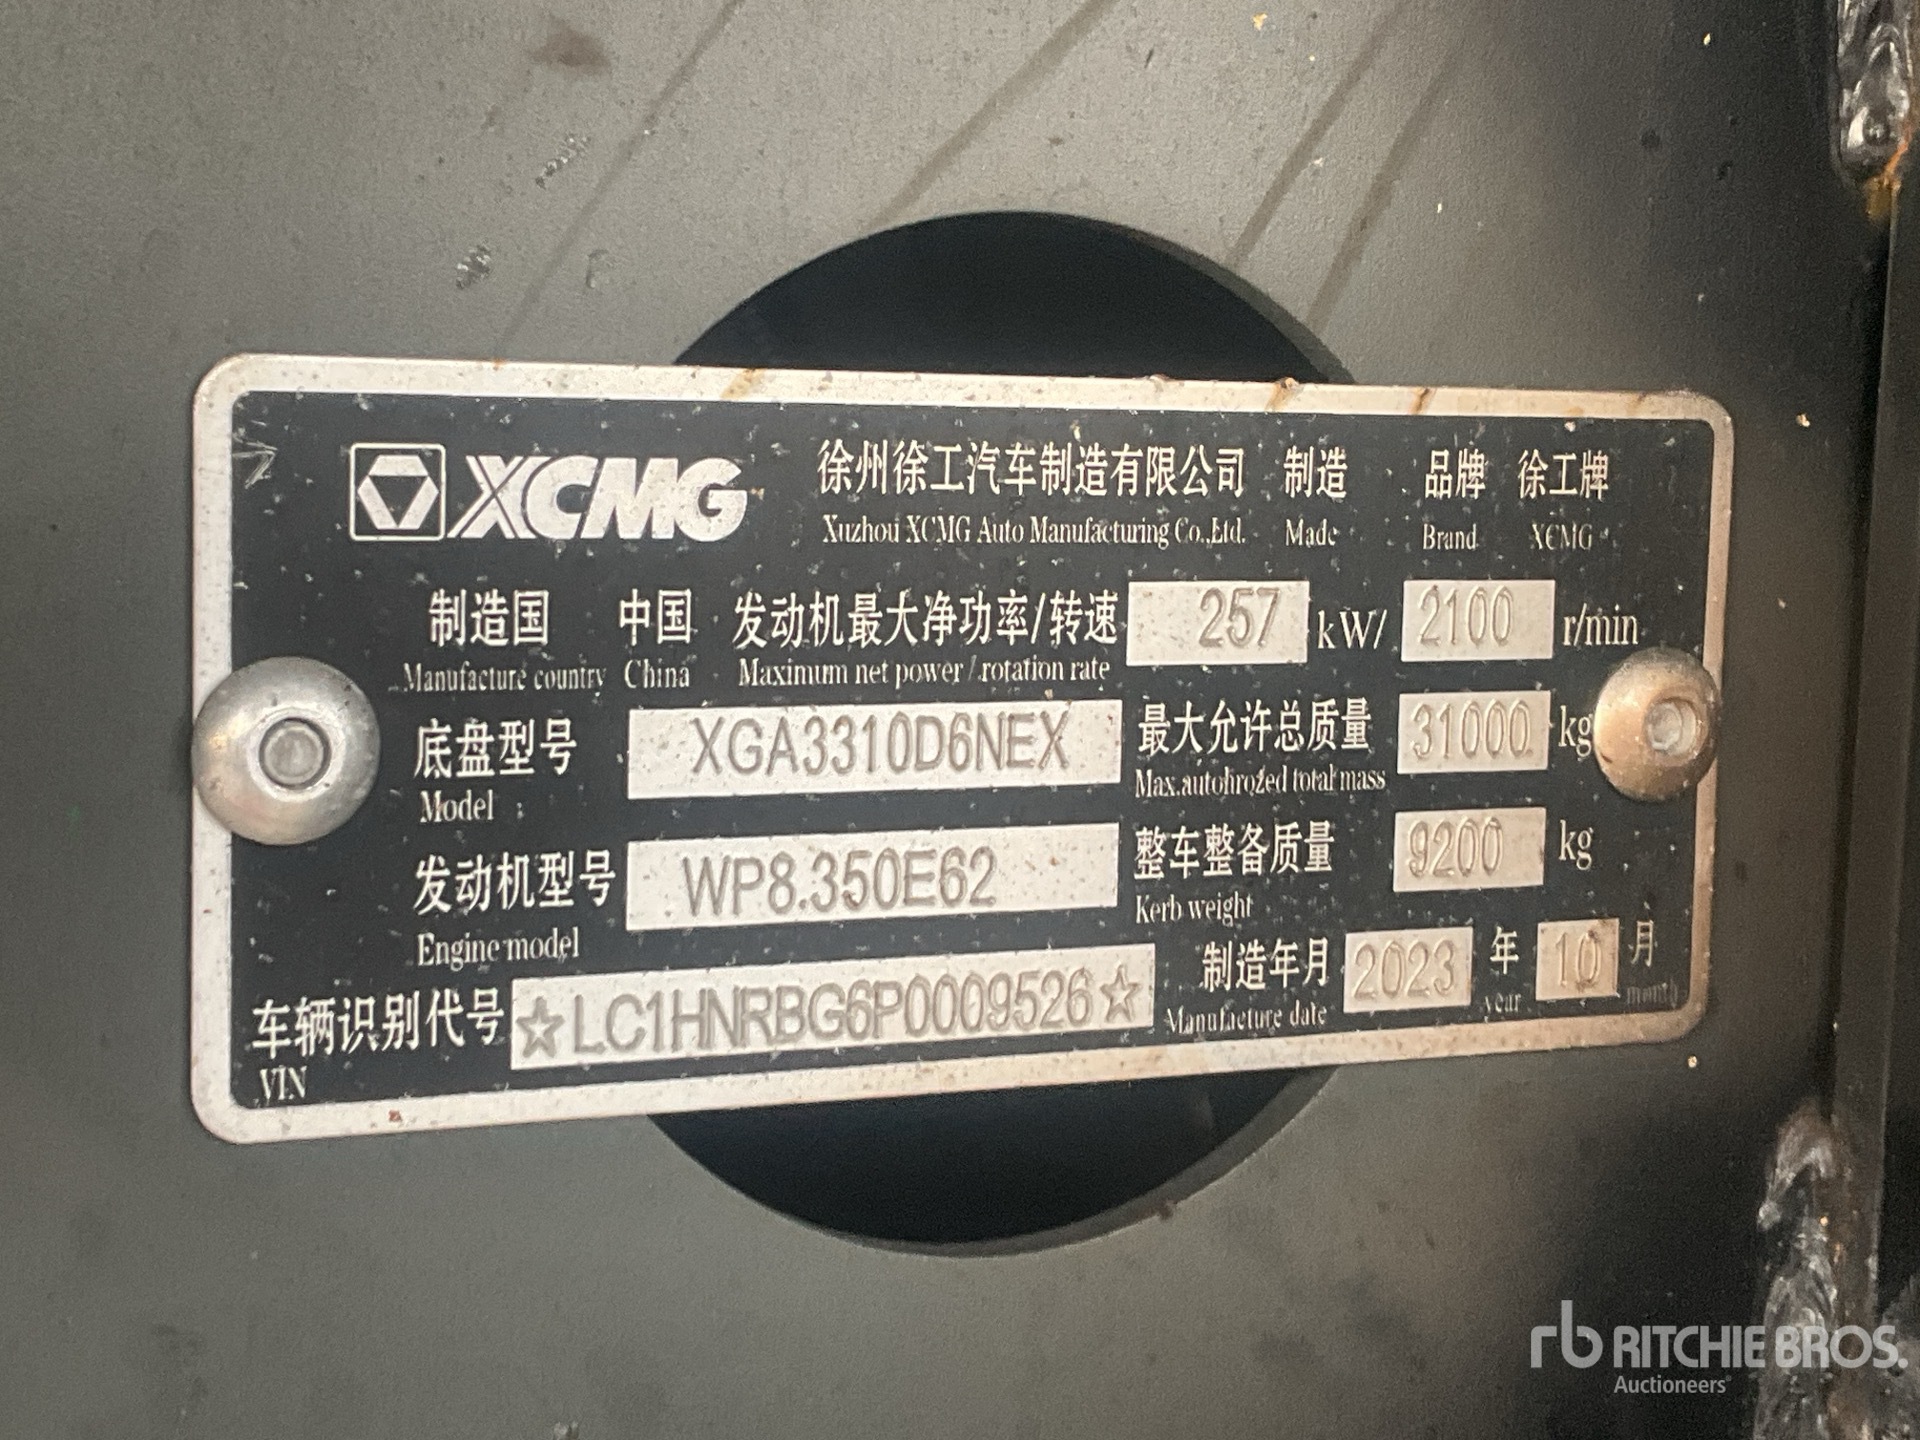 XCMG 徐州徐工汽车制造有限公司 制造 品牌 徐工牌
Xuzhou XCMG Auto Manufacturing Co.,Ltd. Made Brand XCMG
制造国 中国 发动机最大净功率/转速 257 kW/ 2100 r/min
Manufacture country China Maximum net power / rotation rate
底盘型号 XGA3310D6NEX 最大允许总质量 31000 kg
Model Max.autohrozed total mass
发动机型号 WP8.350E62 整车整备质量 9200 kg
Engine model Kerb weight
车辆识别代号 ☆LC1HNRBG6P0009526☆ 制造年月 2023 年 10 月
VIN Manufacture date year month
rb RITCHIE BROS.
Auctioneers